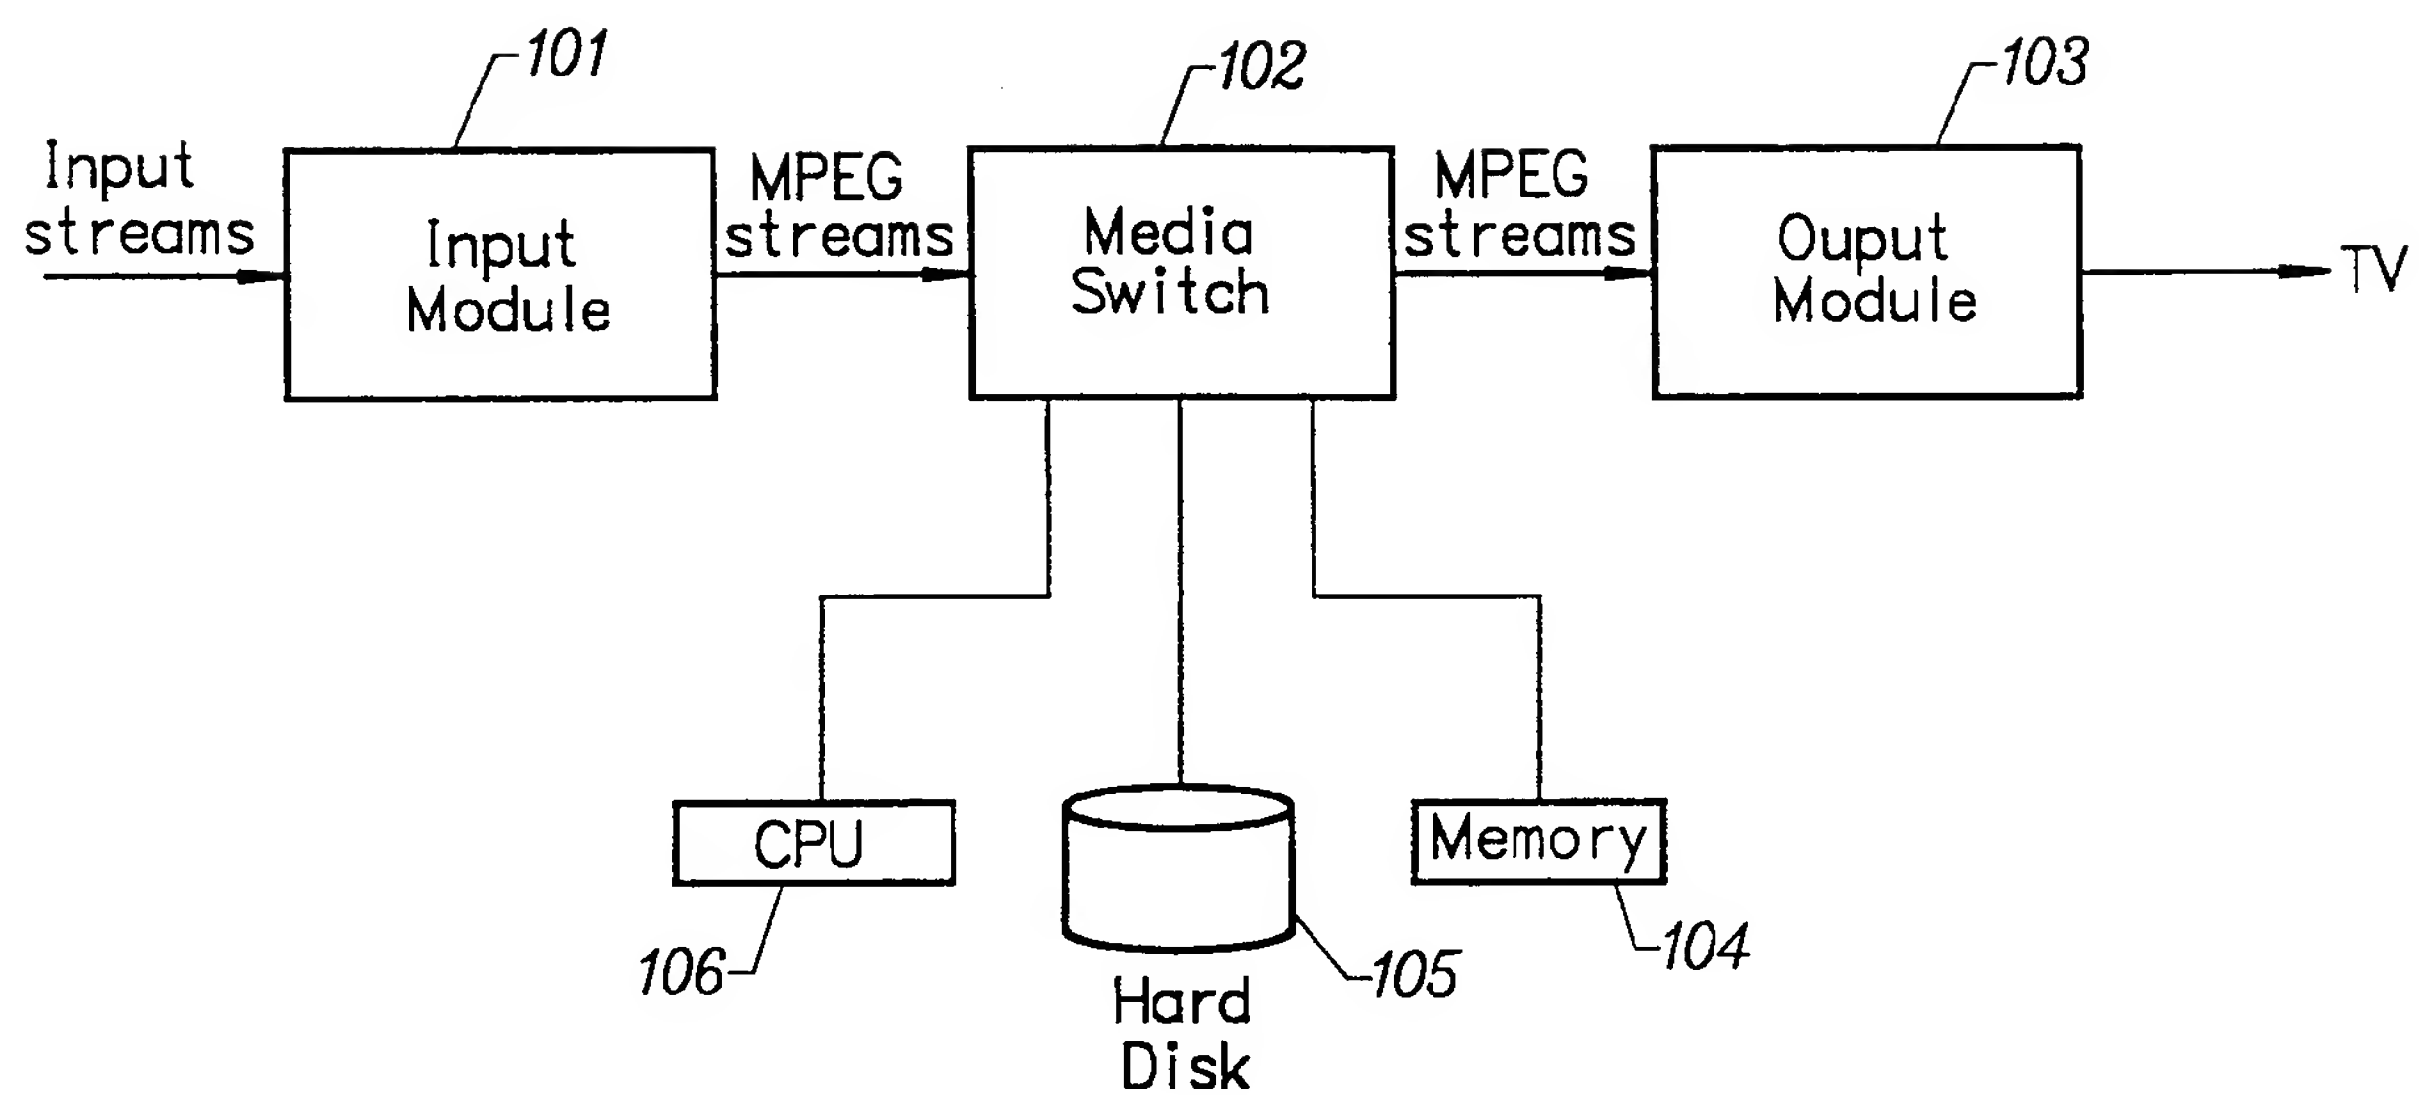 101
102
103
Input
streams
Input
Module
MPEG
streams
Media
Switch
MPEG
streams
Ouput
Module
TV
CPU
106
Hard
Disk
105
Memory
104